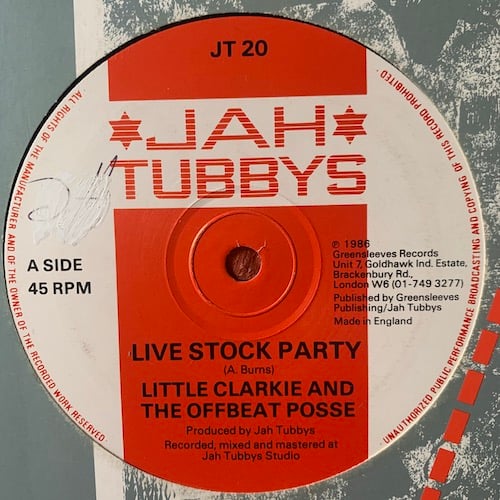 JT 20
JAH
TUBBYS
A SIDE
45 RPM
℗ 1986
Greensleeves Records
Unit 7, Goldhawk Ind. Estate,
Brackenbury Rd.,
London W6 (01-749 3277)
Published by Greensleeves
Publishing/Jah Tubbys
Made in England
LIVE STOCK PARTY
(A. Burns)
LITTLE CLARKIE AND
THE OFFBEAT POSSE
Produced by Jah Tubbys
Recorded, mixed and mastered at
Jah Tubbys Studio
ALL RIGHTS OF THE MANUFACTURER AND OF THE OWNER OF THE RECORDED WORK RESERVED
UNAUTHORIZED PUBLIC PERFORMANCE BROADCASTING AND COPYING OF THIS RECORD PROHIBITED